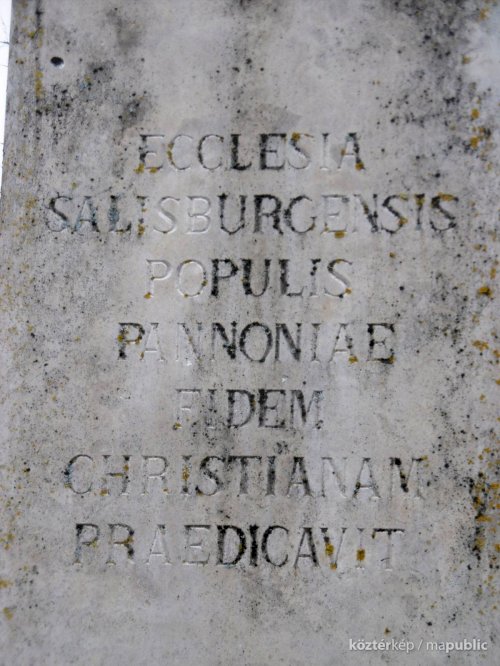 ECCLESIA
SALISBURGENSIS
POPULIS
PANNONIAE
FIDEM
CHRISTIANAM
PRAEDICAVIT
köztérkép / mapublic